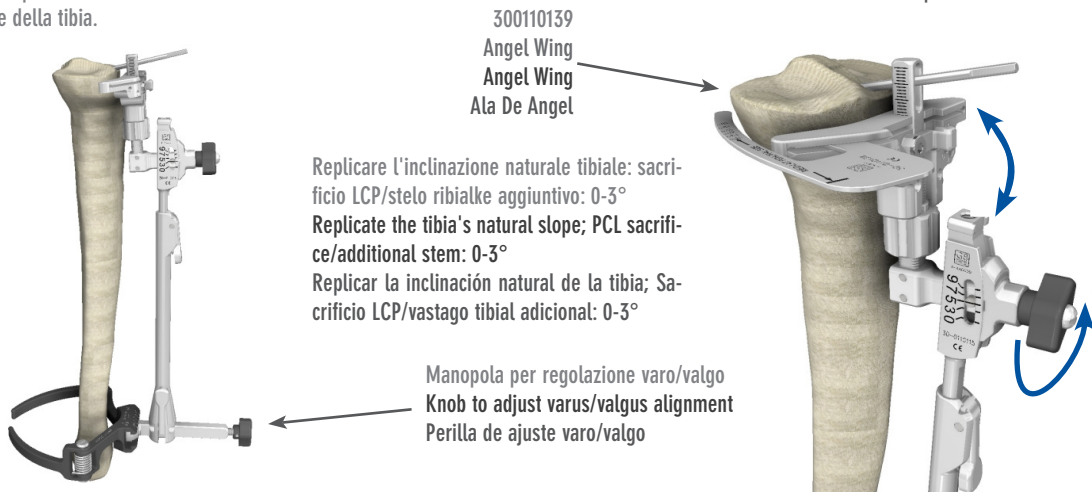 e della tibia.
300110139
Angel Wing
Angel Wing
Ala De Angel
Replicare l'inclinazione naturale tibiale: sacri-
ficio LCP/stelo ribialke aggiuntivo: 0-3°
Replicate the tibia's natural slope; PCL sacrifi-
ce/additional stem: 0-3°
Replicar la inclinación natural de la tibia; Sa-
crificio LCP/vastago tibial adicional: 0-3°
Manopola per regolazione varo/valgo
Knob to adjust varus/valgus alignment
Perilla de ajuste varo/valgo
97530
97530
30-0110115
CE